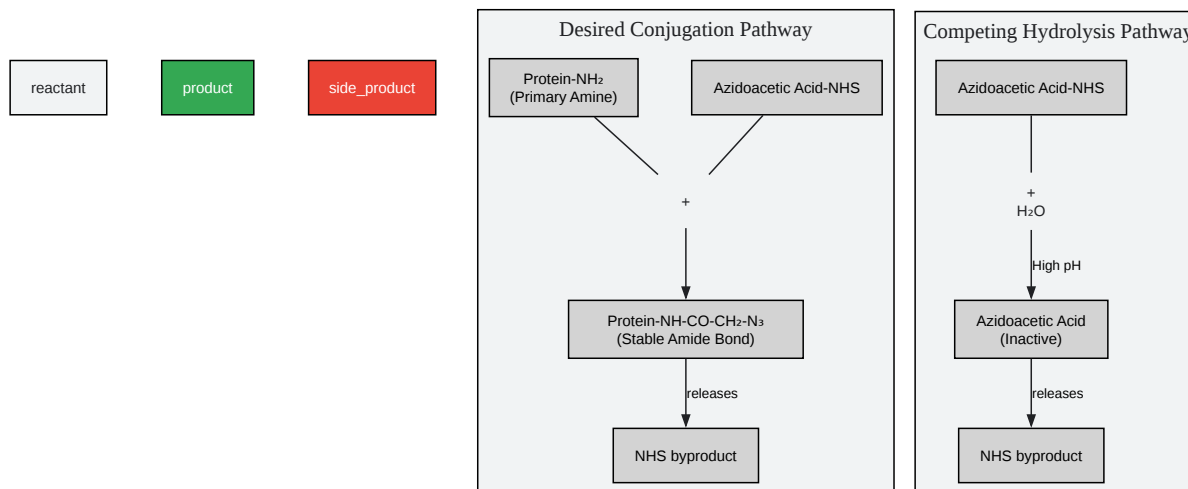 reactant
product
side_product
Desired Conjugation Pathway
Protein-NH₂
(Primary Amine)
Azidoacetic Acid-NHS
+
Protein-NH-CO-CH₂-N₃
(Stable Amide Bond)
releases
NHS byproduct
Competing Hydrolysis Pathway
Azidoacetic Acid-NHS
+
H₂O
High pH
Azidoacetic Acid
(Inactive)
releases
NHS byproduct